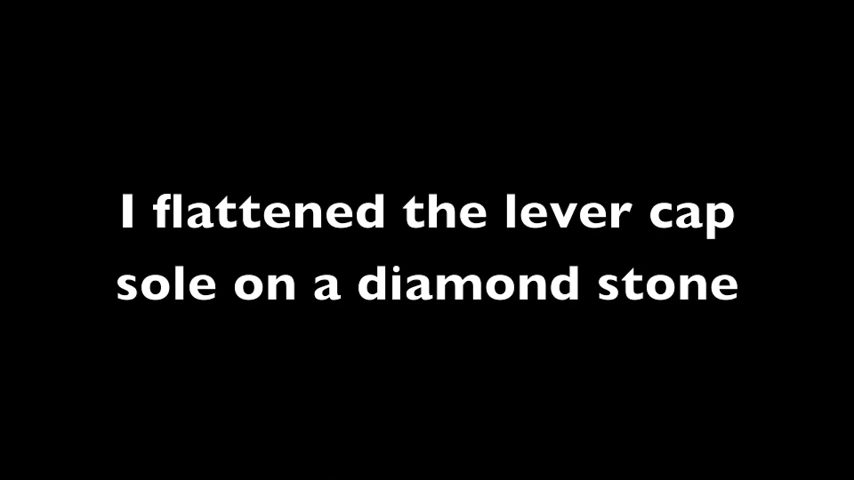 I flattened the lever cap
sole on a diamond stone